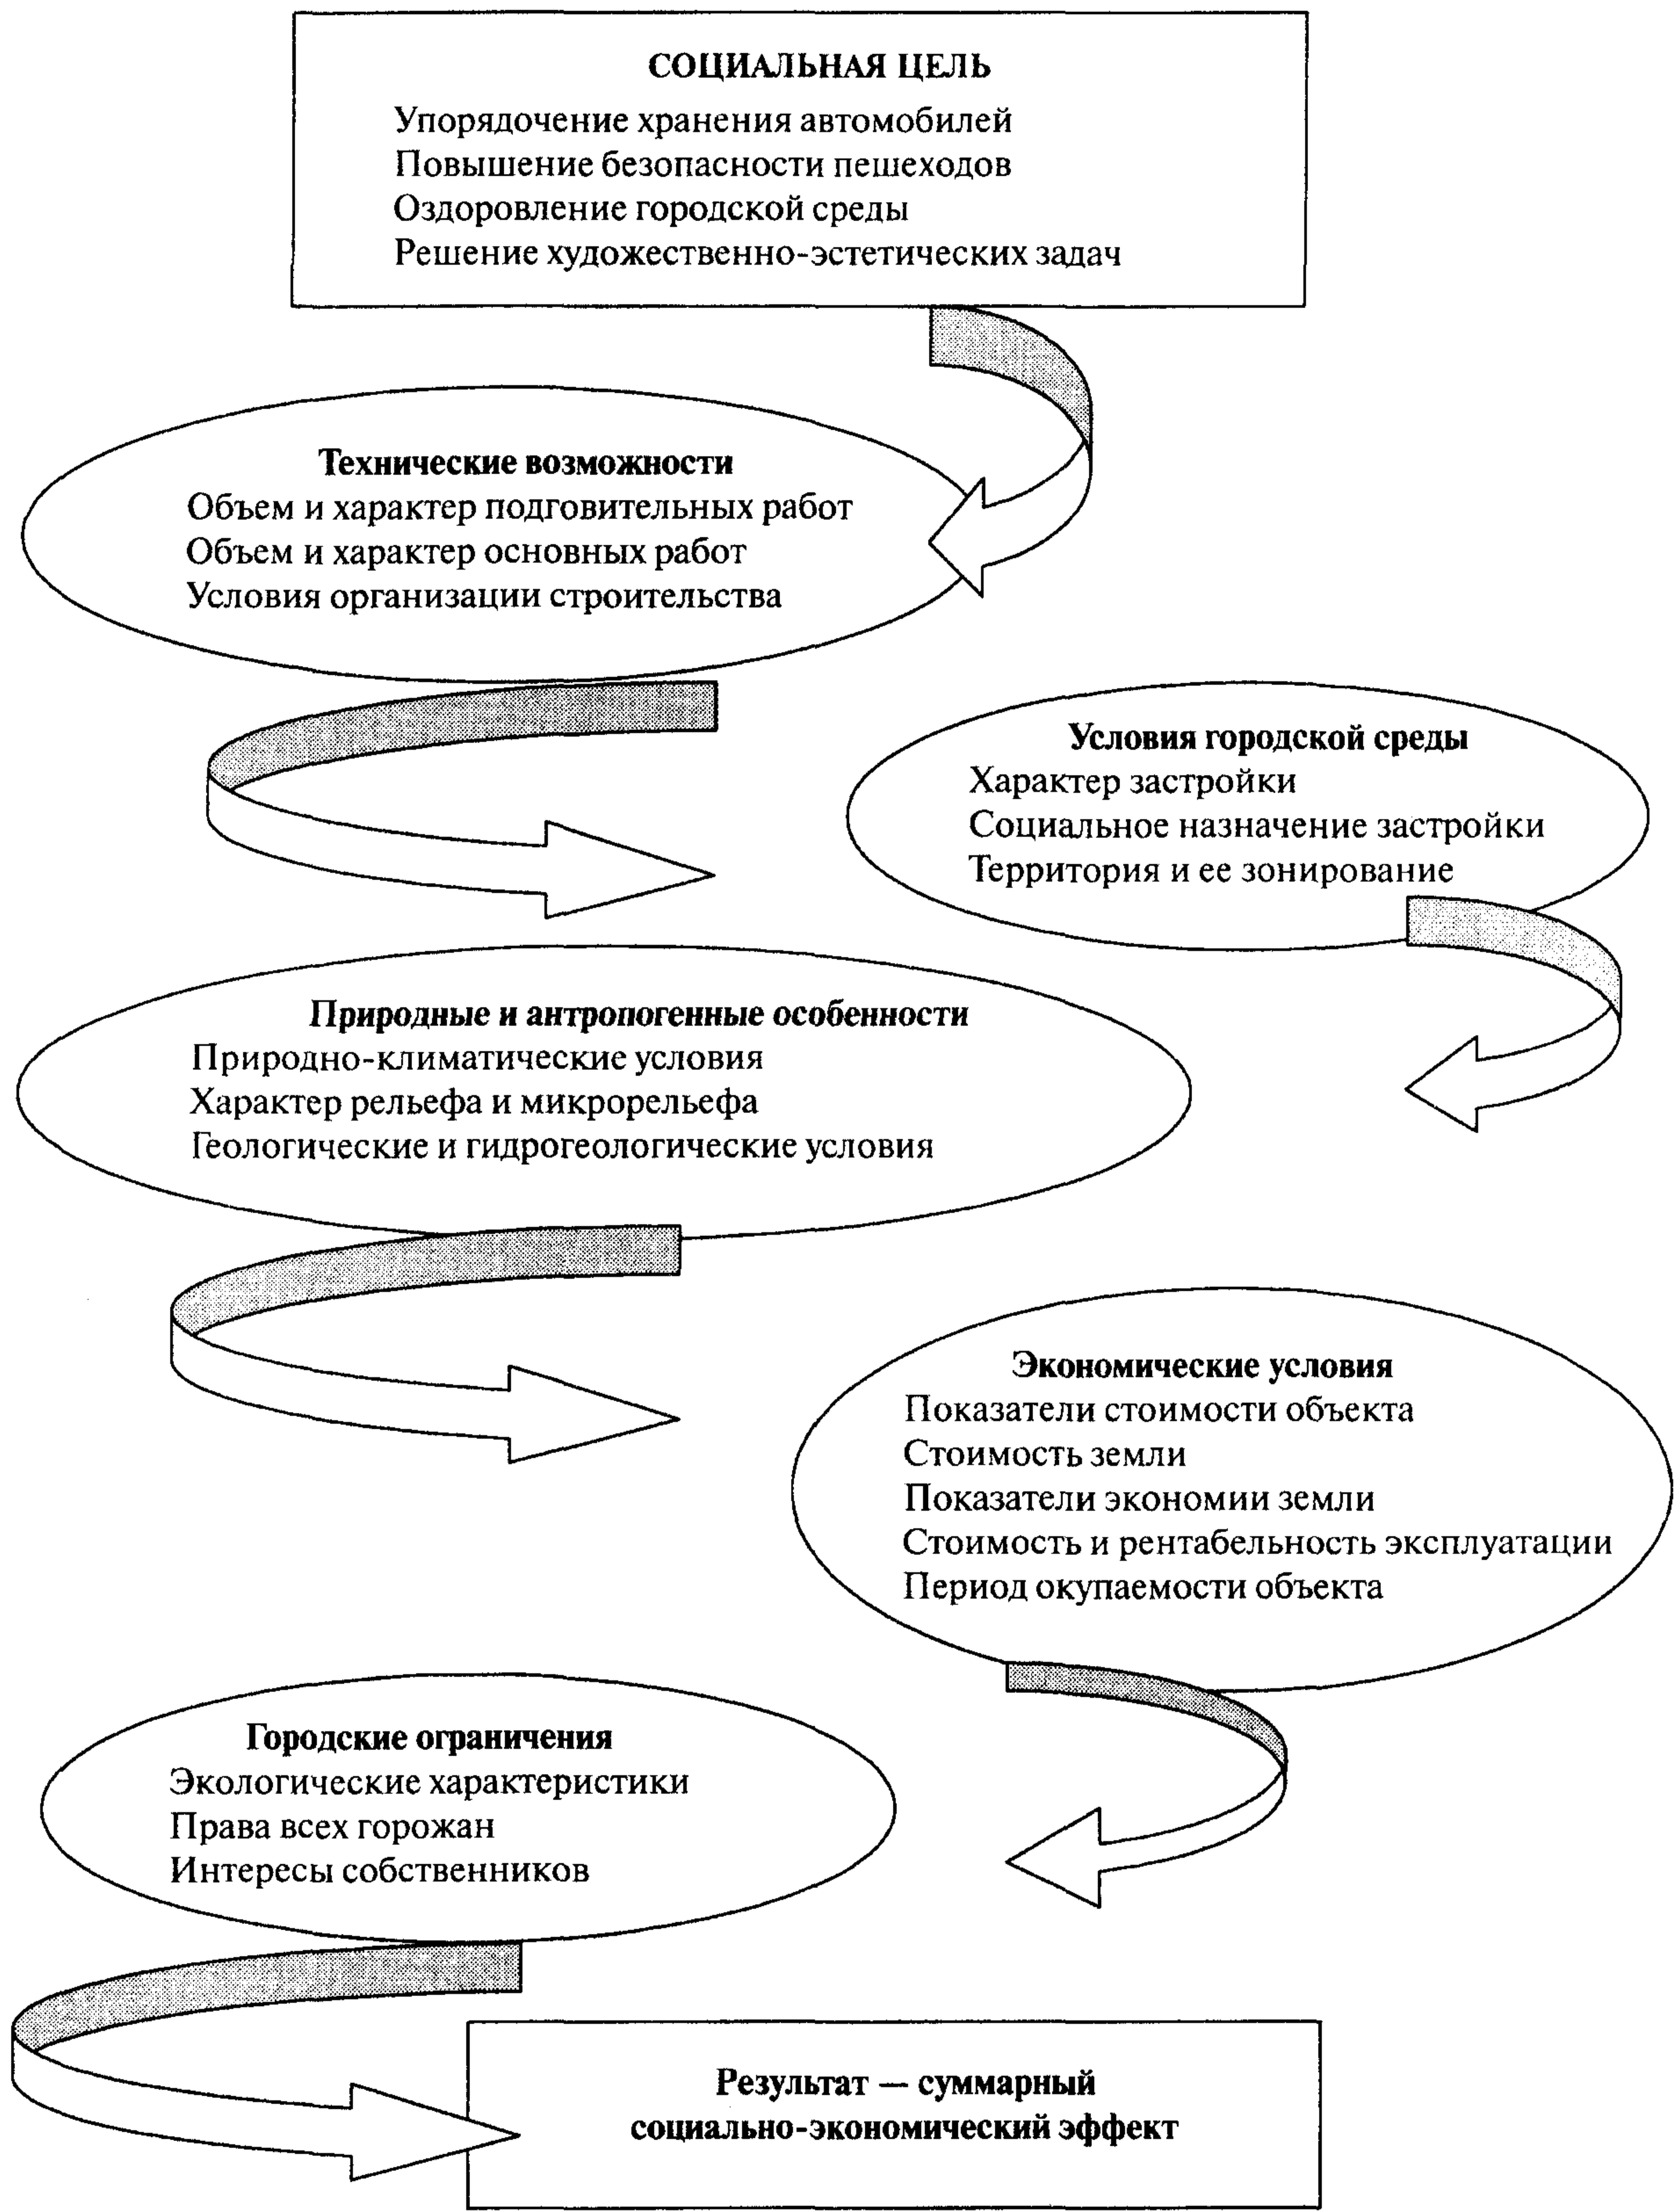 СОЦИАЛЬНАЯ ЦЕЛЬ
Упорядочение хранения автомобилей
Повышение безопасности пешеходов
Оздоровление городской среды
Решение художественно-эстетических задач
Технические возможности
Объем и характер подговительных работ
Объем и характер основных работ
Условия организации строительства
Условия городской среды
Характер застройки
Социальное назначение застройки
Территория и ее зонирование
Природные и антропогенные особенности
Природно-климатические условия
Характер рельефа и микрорельефа
Геологические и гидрогеологические условия
Экономические условия
Показатели стоимости объекта
Стоимость земли
Показатели экономии земли
Стоимость и рентабельность эксплуатации
Период окупаемости объекта
Городские ограничения
Экологические характеристики
Права всех горожан
Интересы собственников
Результат — суммарный
социально-экономический эффект